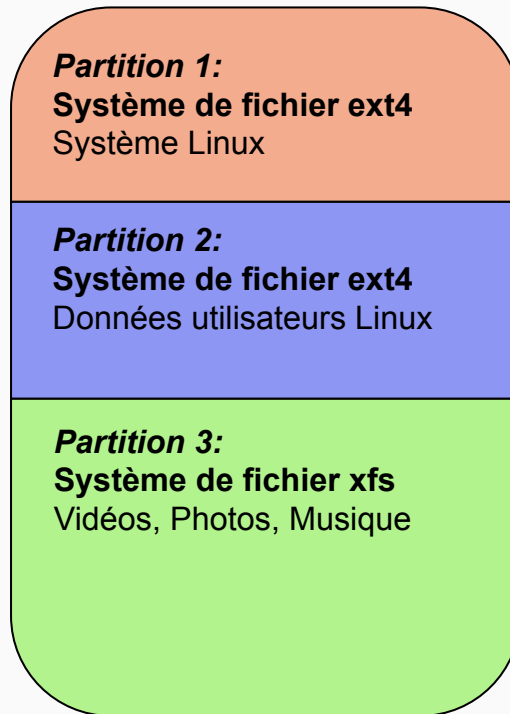 Partition 1:
Système de fichier ext4
Système Linux
Partition 2:
Système de fichier ext4
Données utilisateurs Linux
Partition 3:
Système de fichier xfs
Vidéos, Photos, Musique